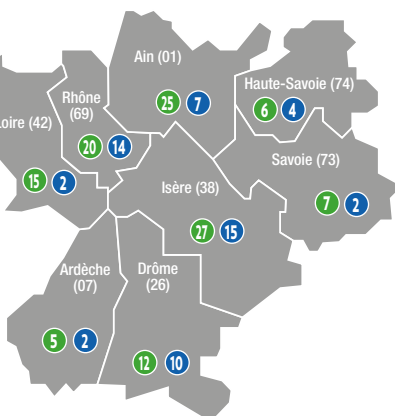 Ain (01)
25 7
Haute-Savoie (74)
6 4
Rhône
(69)
20 14
Loire (42)
15 2
Savoie (73)
7 2
Isère (38)
27 15
Ardèche
(07)
5 2
Drôme
(26)
12 10